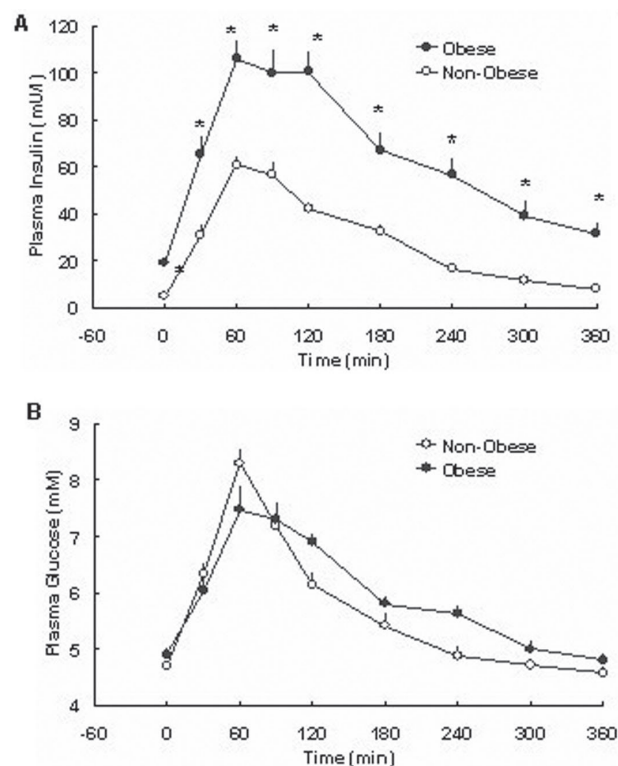 A
120
100
80
60
40
20
0
Plasma Insulin (mU/l)
* * * * * * * * *
Obese
Non-Obese
-60 0 60 120 180 240 300 360
Time (min)
B
9
8
7
6
5
4
Plasma Glucose (mM)
Non-Obese
Obese
-60 0 60 120 180 240 300 360
Time (min)